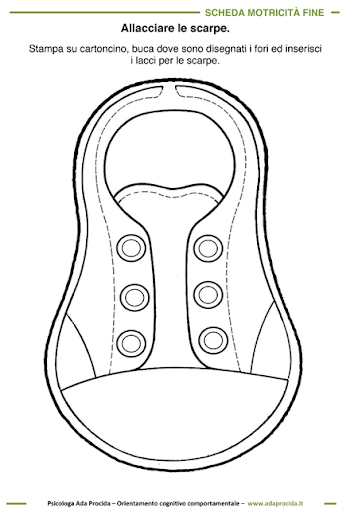 SCHEDA MOTRICITÀ FINE
Allacciare le scarpe.
Stampa su cartoncino, buca dove sono disegnati i fori ed inserisci
i lacci per le scarpe.
Psicologa Ada Procida – Orientamento cognitivo comportamentale – www.adaprocida.it